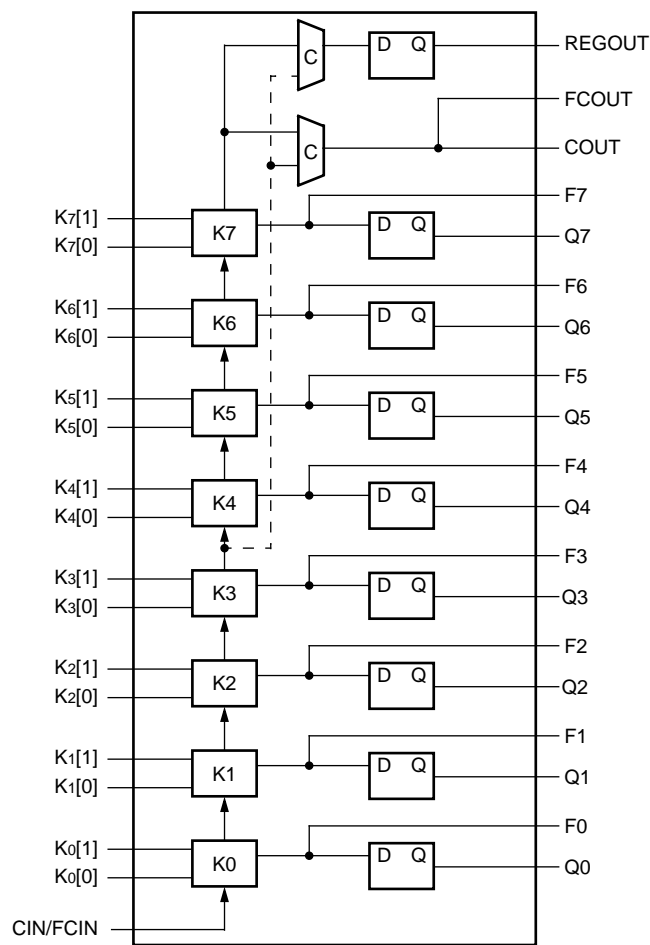 C
D Q
REGOUT
FCOUT
C
COUT
F7
K7[1]
K7[0]
K7
D Q
Q7
F6
K6[1]
K6[0]
K6
D Q
Q6
F5
K5[1]
K5[0]
K5
D Q
Q5
F4
K4[1]
K4[0]
K4
D Q
Q4
F3
K3[1]
K3[0]
K3
D Q
Q3
F2
K2[1]
K2[0]
K2
D Q
Q2
F1
K1[1]
K1[0]
K1
D Q
Q1
F0
K0[1]
K0[0]
K0
D Q
Q0
CIN/FCIN